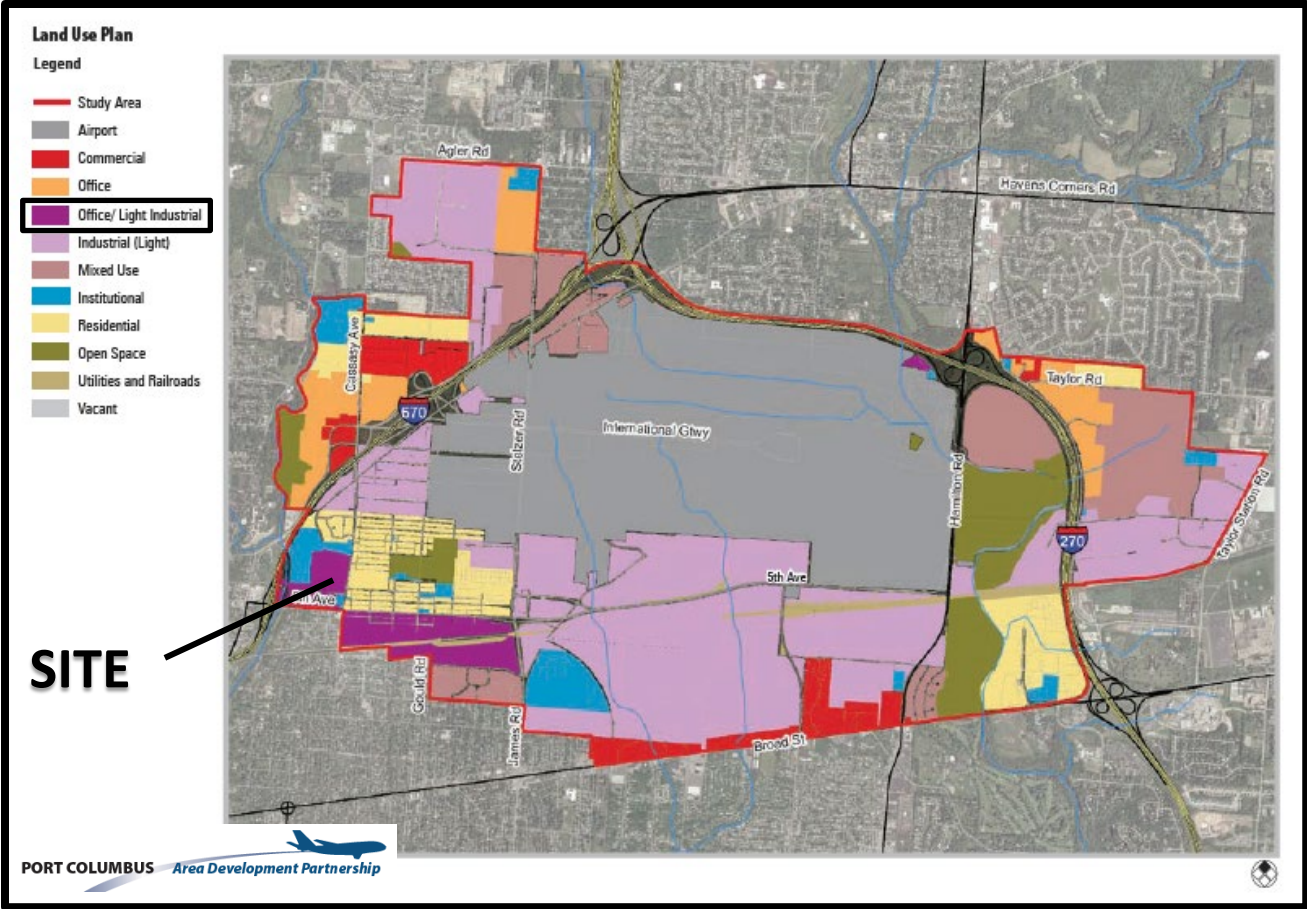 Land Use Plan
Legend
Study Area
Airport
Commercial
Office
Office/ Light Industrial
Industrial (Light)
Mixed Use
Institutional
Residential
Open Space
Utilities and Railroads
Vacant
Agler Rd
Havens Corners Rd
Cassasy Ave
Taylor Rd
670
Stelzer Rd
International Gtwy
Hamilton Rd
Taylor Station Rd
270
5th Ave
5th Ave
SITE
Gould Rd
James Rd
Broad St
PORT COLUMBUS Area Development Partnership